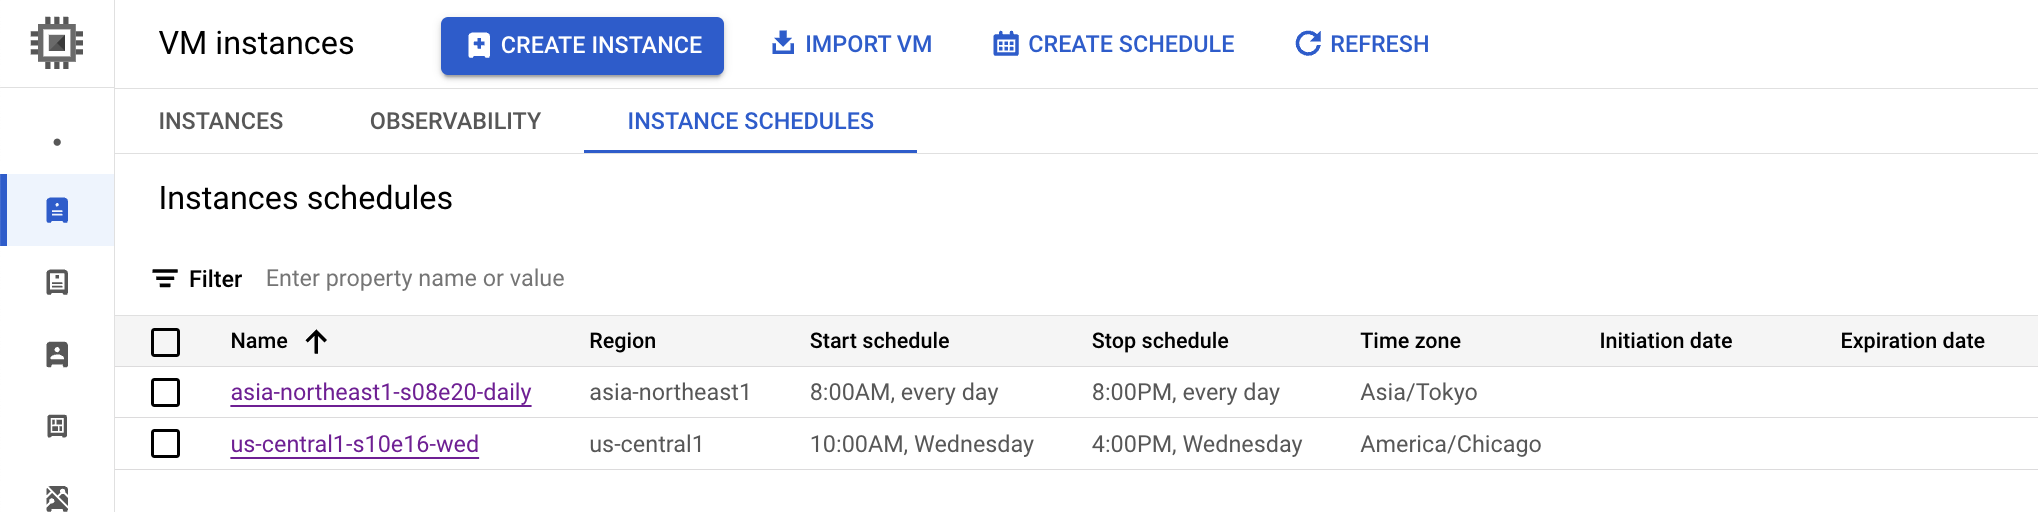 VM instances CREATE INSTANCE IMPORT VM CREATE SCHEDULE REFRESH
INSTANCES OBSERVABILITY INSTANCE SCHEDULES
Instances schedules
Filter Enter property name or value
Name Region Start schedule Stop schedule Time zone Initiation date Expiration date
asia-northeast1-s08e20-daily asia-northeast1 8:00AM, every day 8:00PM, every day Asia/Tokyo
us-central1-s10e16-wed us-central1 10:00AM, Wednesday 4:00PM, Wednesday America/Chicago